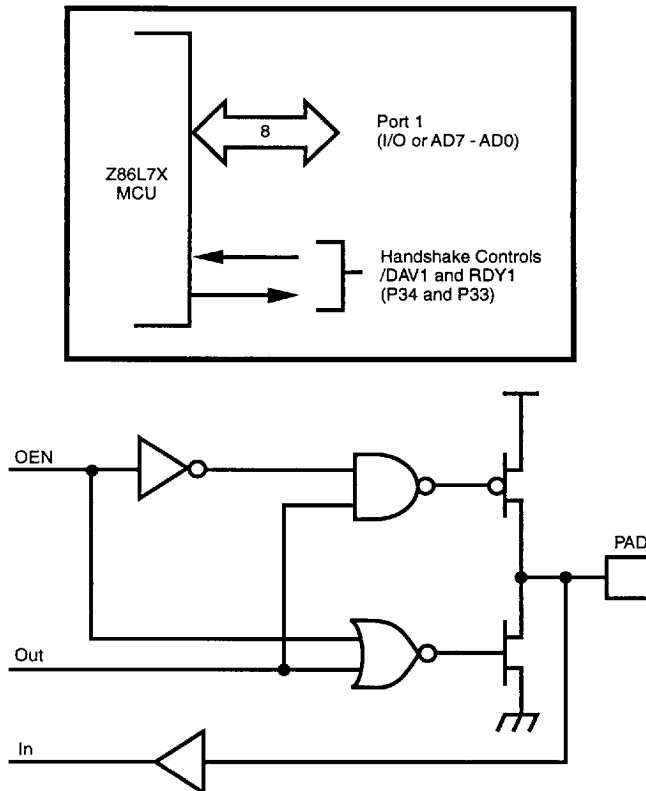 Z86L7X
MCU
8
Port 1
(I/O or AD7 - AD0)
Handshake Controls
/DAV1 and RDY1
(P34 and P33)
OEN
PAD
Out
In